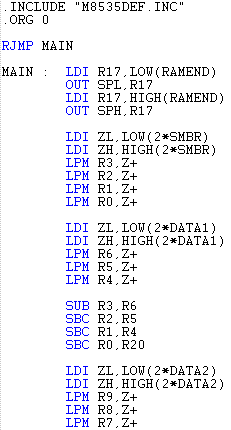 .INCLUDE "M8535DEF.INC"
.ORG 0
RJMP MAIN
MAIN : LDI R17,LOW(RAMEND)
OUT SPL,R17
LDI R17,HIGH(RAMEND)
OUT SPH,R17
LDI ZL,LOW(2*SMBR)
LDI ZH,HIGH(2*SMBR)
LPM R3,Z+
LPM R2,Z+
LPM R1,Z+
LPM R0,Z+
LDI ZL,LOW(2*DATA1)
LDI ZH,HIGH(2*DATA1)
LPM R6,Z+
LPM R5,Z+
LPM R4,Z+
SUB R3,R6
SBC R2,R5
SBC R1,R4
SBC R0,R20
LDI ZL,LOW(2*DATA2)
LDI ZH,HIGH(2*DATA2)
LPM R9,Z+
LPM R8,Z+
LPM R7,Z+